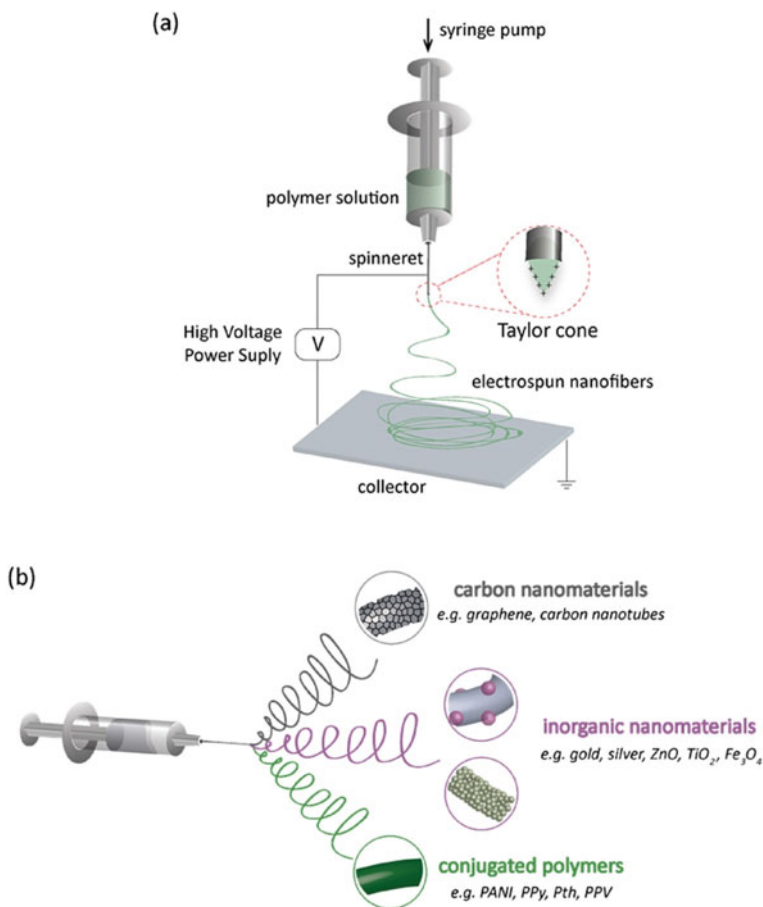 (a)
syringe pump
polymer solution
spinneret
Taylor cone
High Voltage
Power Suply
V
electrospun nanofibers
collector
(b)
carbon nanomaterials
e.g. graphene, carbon nanotubes
inorganic nanomaterials
e.g. gold, silver, ZnO, TiO₂, Fe₃O₄
conjugated polymers
e.g. PANI, PPy, Pth, PPV